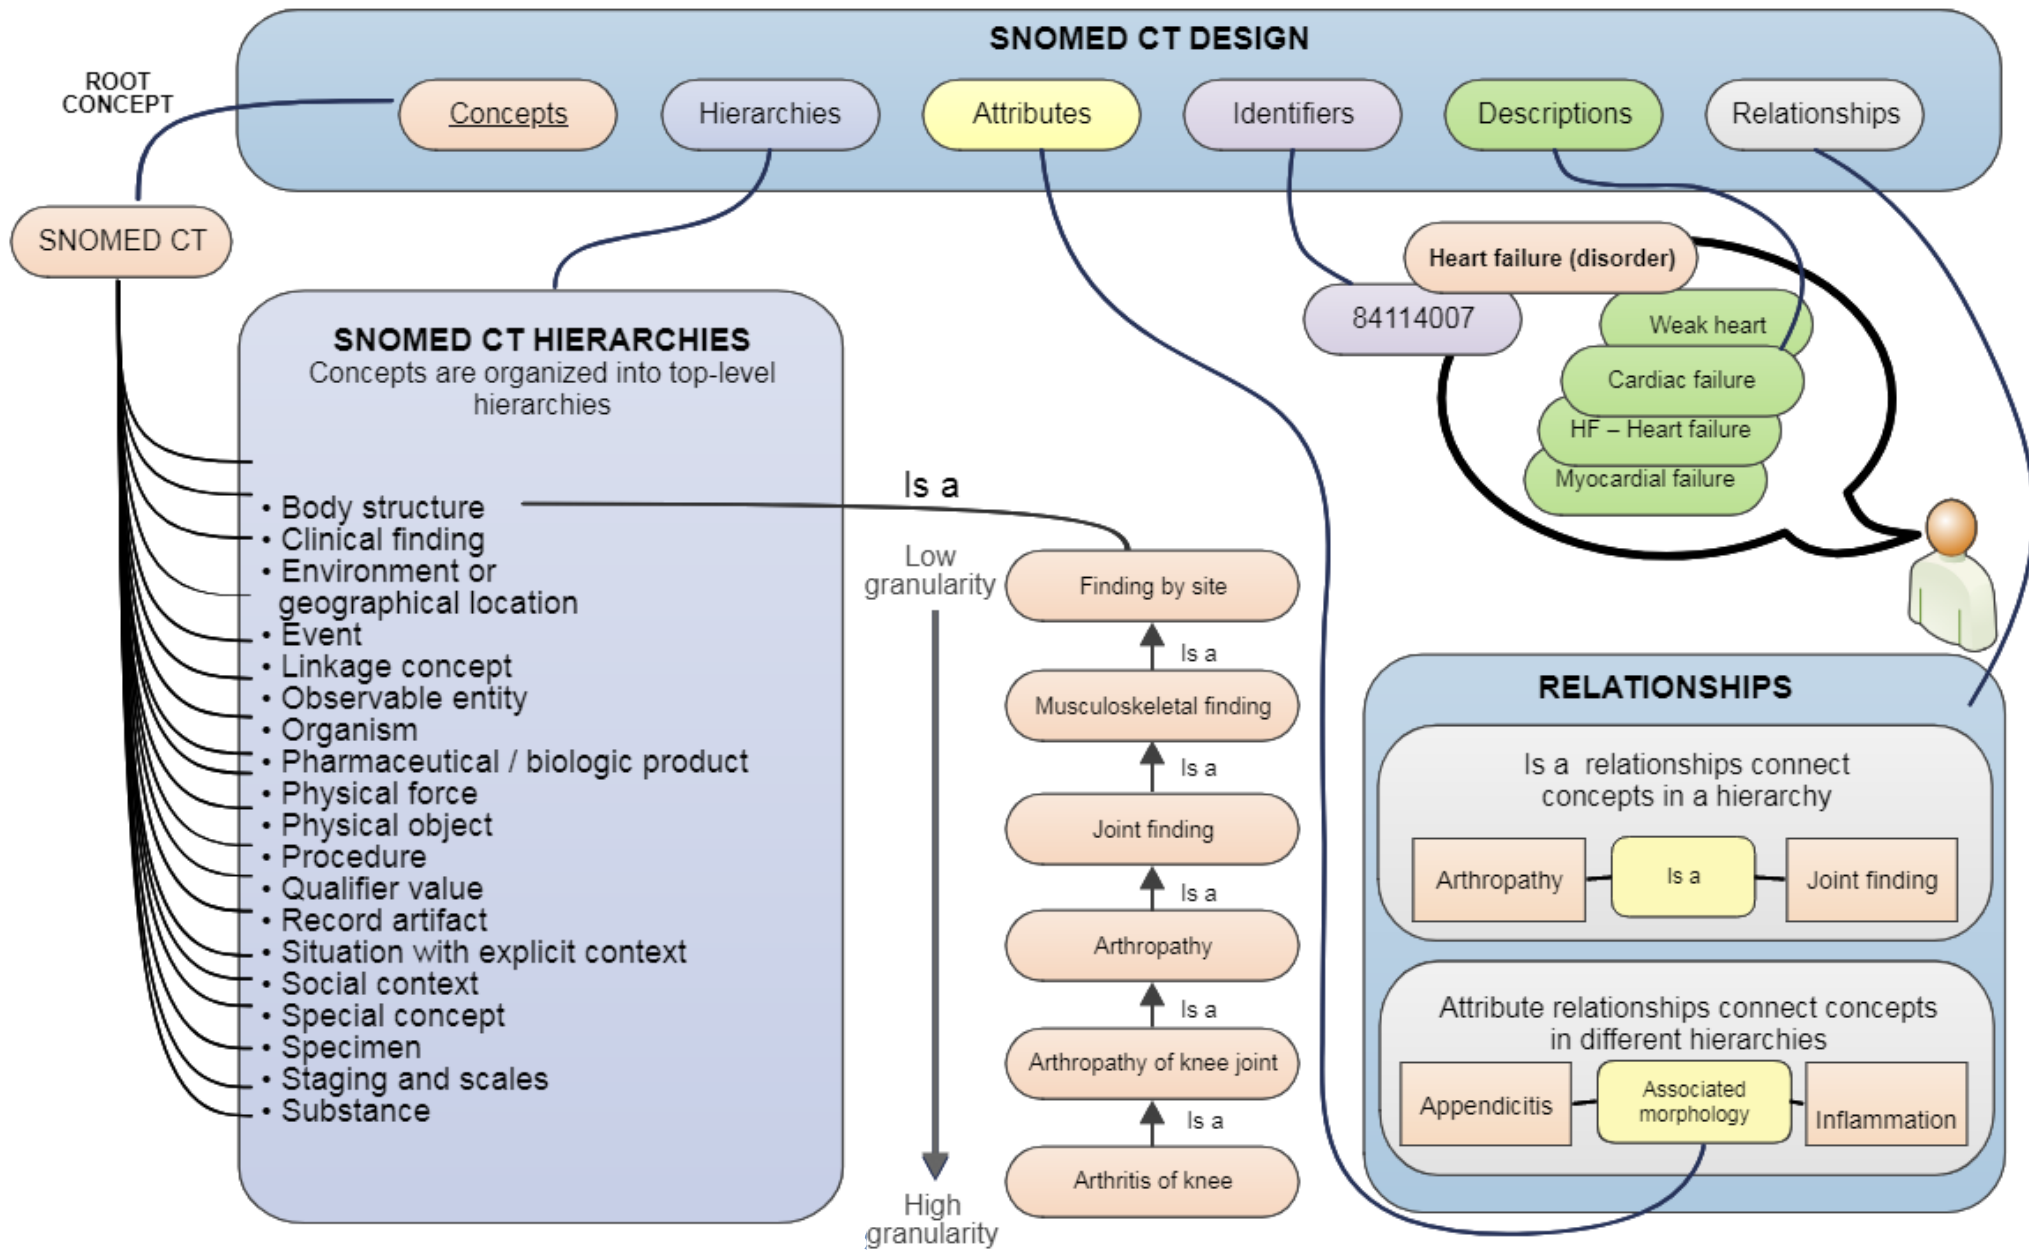 SNOMED CT DESIGN
ROOT
CONCEPT
Concepts
Hierarchies
Attributes
Identifiers
Descriptions
Relationships
SNOMED CT
SNOMED CT HIERARCHIES
Concepts are organized into top-level
hierarchies
• Body structure
• Clinical finding
• Environment or
geographical location
• Event
• Linkage concept
• Observable entity
• Organism
• Pharmaceutical / biologic product
• Physical force
• Physical object
• Procedure
• Qualifier value
• Record artifact
• Situation with explicit context
• Social context
• Special concept
• Specimen
• Staging and scales
• Substance
Is a
Low
granularity
High
granularity
Finding by site
Is a
Musculoskeletal finding
Is a
Joint finding
Is a
Arthropathy
Is a
Arthropathy of knee joint
Is a
Arthritis of knee
Heart failure (disorder)
84114007
Weak heart
Cardiac failure
HF – Heart failure
Myocardial failure
RELATIONSHIPS
Is a relationships connect
concepts in a hierarchy
Arthropathy
Is a
Joint finding
Attribute relationships connect concepts
in different hierarchies
Appendicitis
Associated
morphology
Inflammation